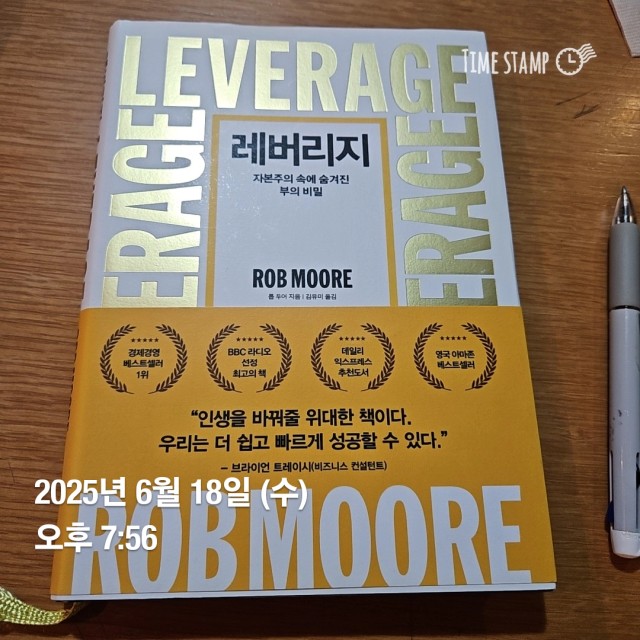 TIME STAMP
LEVERAGE
ERAGE
ERAGE
레버리지
자본주의 속에 숨겨진
부의 비밀
ROB MOORE
롭 무어 지음 | 김유미 옮김
★★★★★
경제경영
베스트셀러
1위
★★★★★
BBC 라디오
선정
최고의 책
★★★★★
데일리
익스프레스
추천도서
★★★★★
영국 아마존
베스트셀러
“인생을 바꿔줄 위대한 책이다.
우리는 더 쉽고 빠르게 성공할 수 있다.”
– 브라이언 트레이시(비즈니스 컨설턴트)
2025년 6월 18일 (수)
오후 7:56
ROB MOORE